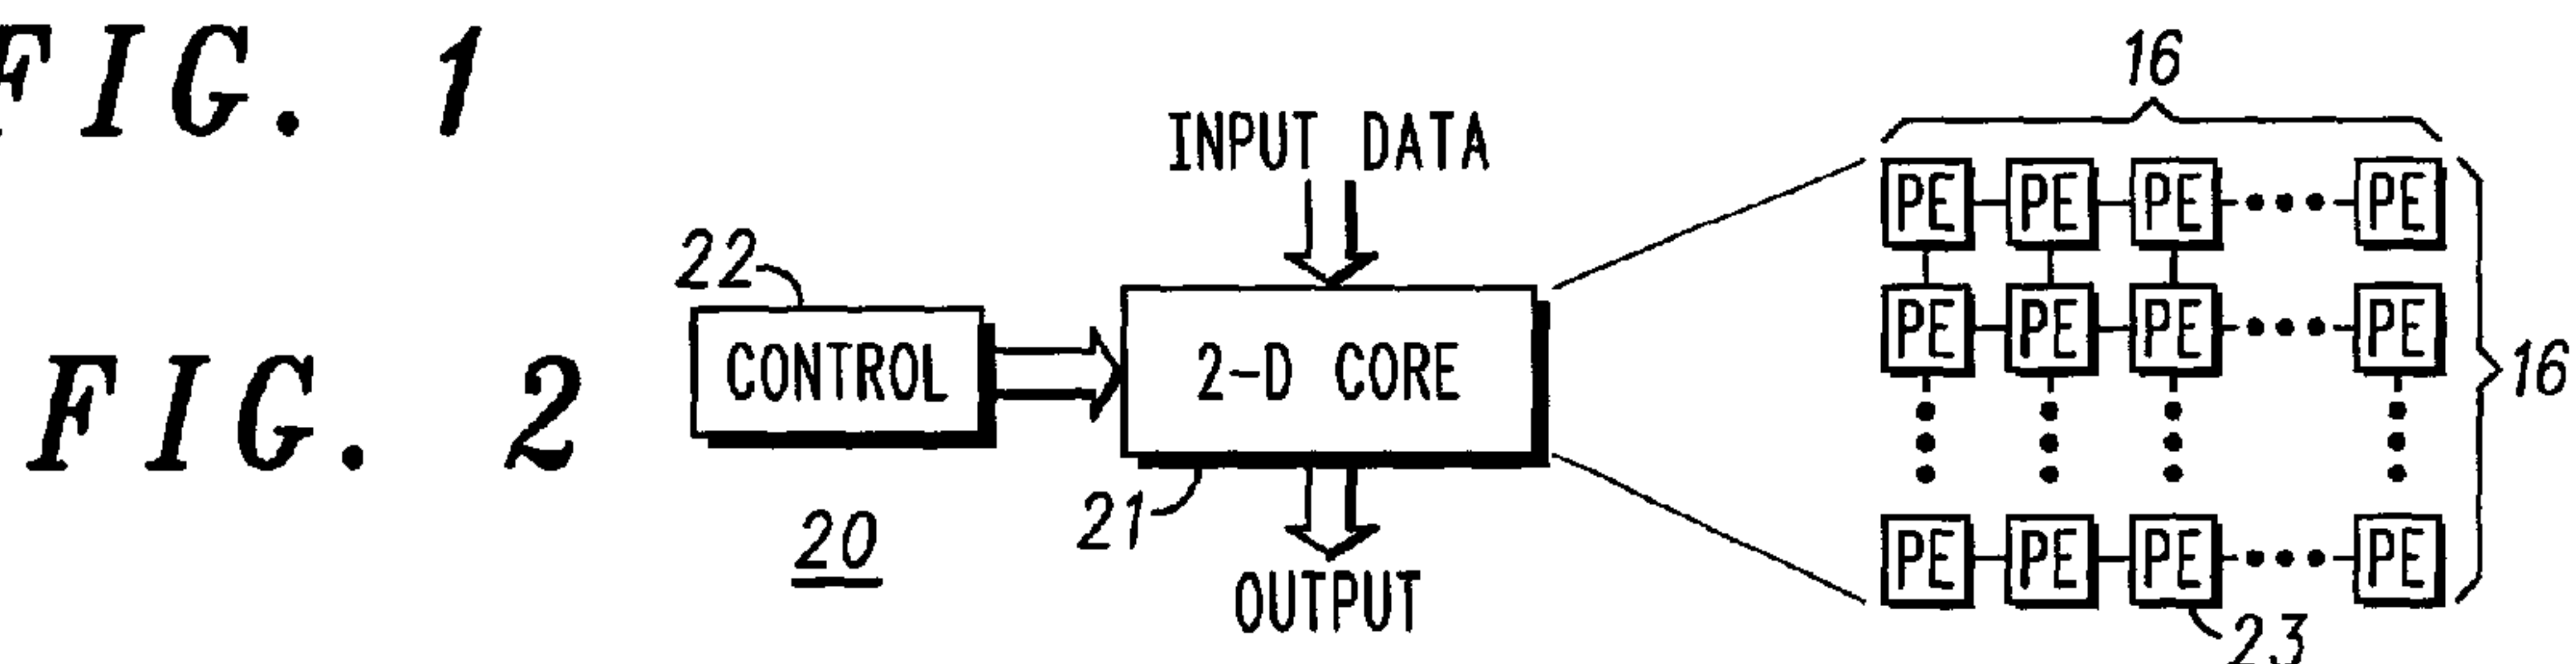 FIG. 1
16
INPUT DATA
PE PE PE PE
22
CONTROL
2-D CORE
PE PE PE PE
16
FIG. 2
21
20
OUTPUT
PE PE PE PE
23